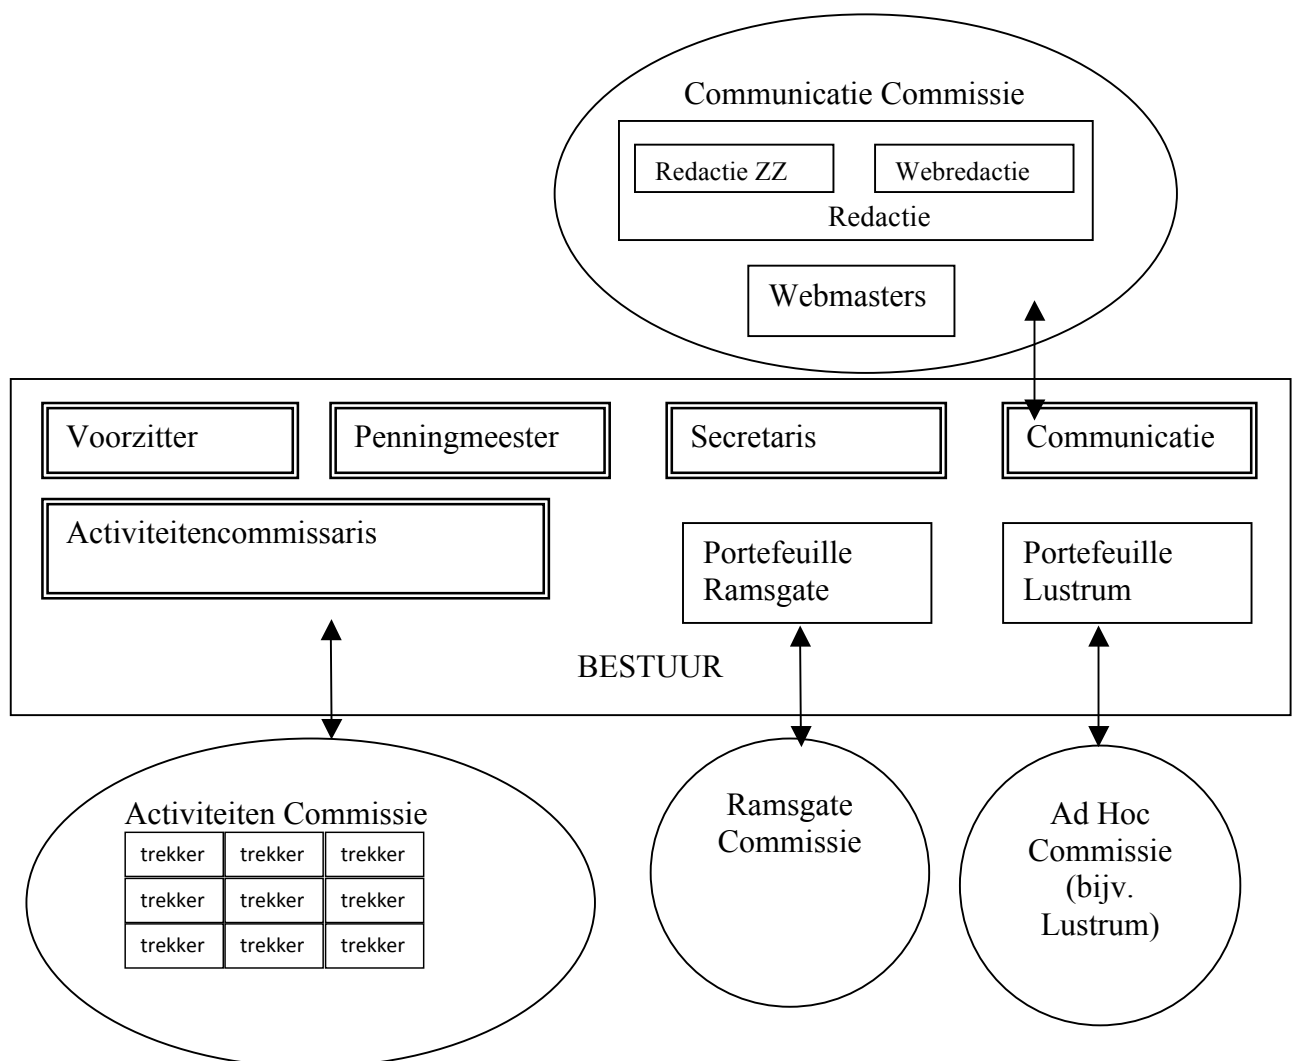 Communicatie Commissie
Redactie ZZ
Webredactie
Redactie
Webmasters
Voorzitter
Penningmeester
Secretaris
Communicatie
Activiteitencommissaris
Portefeuille
Ramsgate
Portefeuille
Lustrum
BESTUUR
Activiteiten Commissie
trekker trekker trekker
trekker trekker trekker
trekker trekker trekker
Ramsgate
Commissie
Ad Hoc
Commissie
(bijv.
Lustrum)